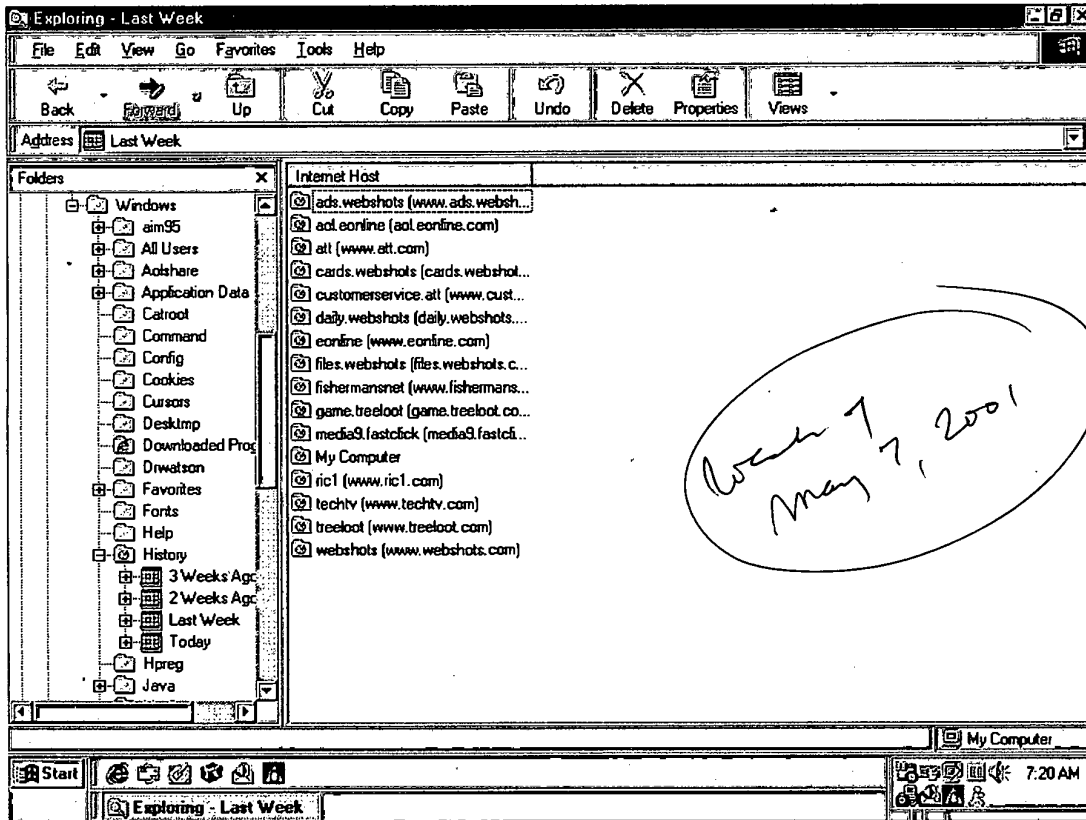 Exploring - Last Week
File Edit View Go Favorites Tools Help
Back Forward Up Cut Copy Paste Undo Delete Properties Views
Address Last Week
Folders
Windows
aim95
All Users
Aolshare
Application Data
Catroot
Command
Config
Cookies
Cursors
Desktmp
Downloaded Prog
Drwatson
Favorites
Fonts
Help
History
3 Weeks Ago
2 Weeks Ago
Last Week
Today
Hpreg
Java
Internet Host
ads.webshots (www.ads.websh...
aol.eonline (aol.eonline.com)
att (www.att.com)
cards.webshots (cards.webshot...
customerservice.att (www.cust...
daily.webshots (daily.webshots....
eonline (www.eonline.com)
files.webshots (files.webshots.c...
fishermansnet (www.fishermans...
game.treeloot (game.treeloot.co...
media9.fastclick (media9.fastcli...
My Computer
ric1 (www.ric1.com)
techtv (www.techtv.com)
treeloot (www.treeloot.com)
webshots (www.webshots.com)
May 7, 2001
My Computer
Start
7:20 AM
Exploring - Last Week